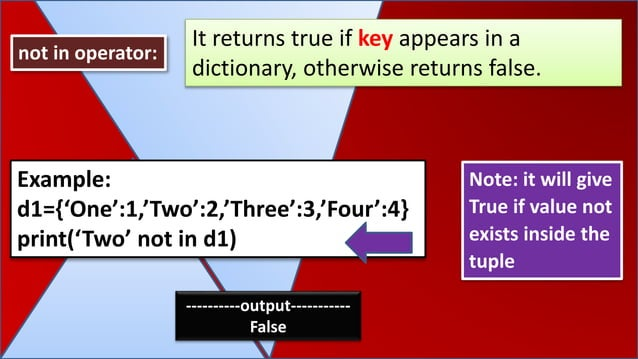 not in operator:
It returns true if key appears in a
dictionary, otherwise returns false.
Example:
d1={‘One’:1,’Two’:2,’Three’:3,’Four’:4}
print(‘Two’ not in d1)
Note: it will give
True if value not
exists inside the
tuple
----------output-----------
False